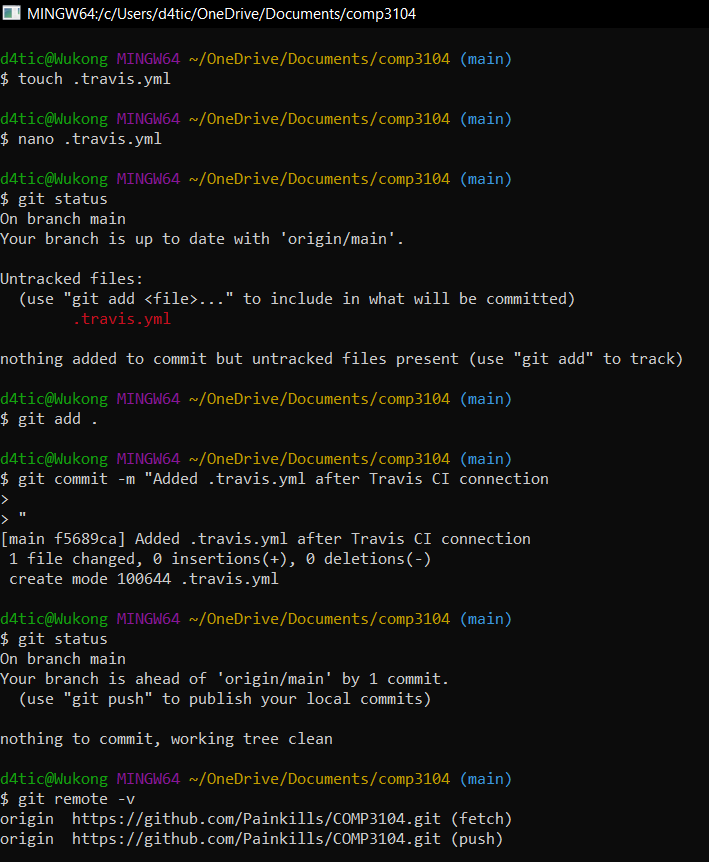 MINGW64:/c/Users/d4tic/OneDrive/Documents/comp3104
d4tic@Wukong MINGW64 ~/OneDrive/Documents/comp3104 (main)
$ touch .travis.yml
d4tic@Wukong MINGW64 ~/OneDrive/Documents/comp3104 (main)
$ nano .travis.yml
d4tic@Wukong MINGW64 ~/OneDrive/Documents/comp3104 (main)
$ git status
On branch main
Your branch is up to date with 'origin/main'.
Untracked files:
  (use "git add <file>..." to include in what will be committed)
        .travis.yml
nothing added to commit but untracked files present (use "git add" to track)
d4tic@Wukong MINGW64 ~/OneDrive/Documents/comp3104 (main)
$ git add .
d4tic@Wukong MINGW64 ~/OneDrive/Documents/comp3104 (main)
$ git commit -m "Added .travis.yml after Travis CI connection
>
> "
[main f5689ca] Added .travis.yml after Travis CI connection
 1 file changed, 0 insertions(+), 0 deletions(-)
 create mode 100644 .travis.yml
d4tic@Wukong MINGW64 ~/OneDrive/Documents/comp3104 (main)
$ git status
On branch main
Your branch is ahead of 'origin/main' by 1 commit.
  (use "git push" to publish your local commits)
nothing to commit, working tree clean
d4tic@Wukong MINGW64 ~/OneDrive/Documents/comp3104 (main)
$ git remote -v
origin  https://github.com/Painkills/COMP3104.git (fetch)
origin  https://github.com/Painkills/COMP3104.git (push)